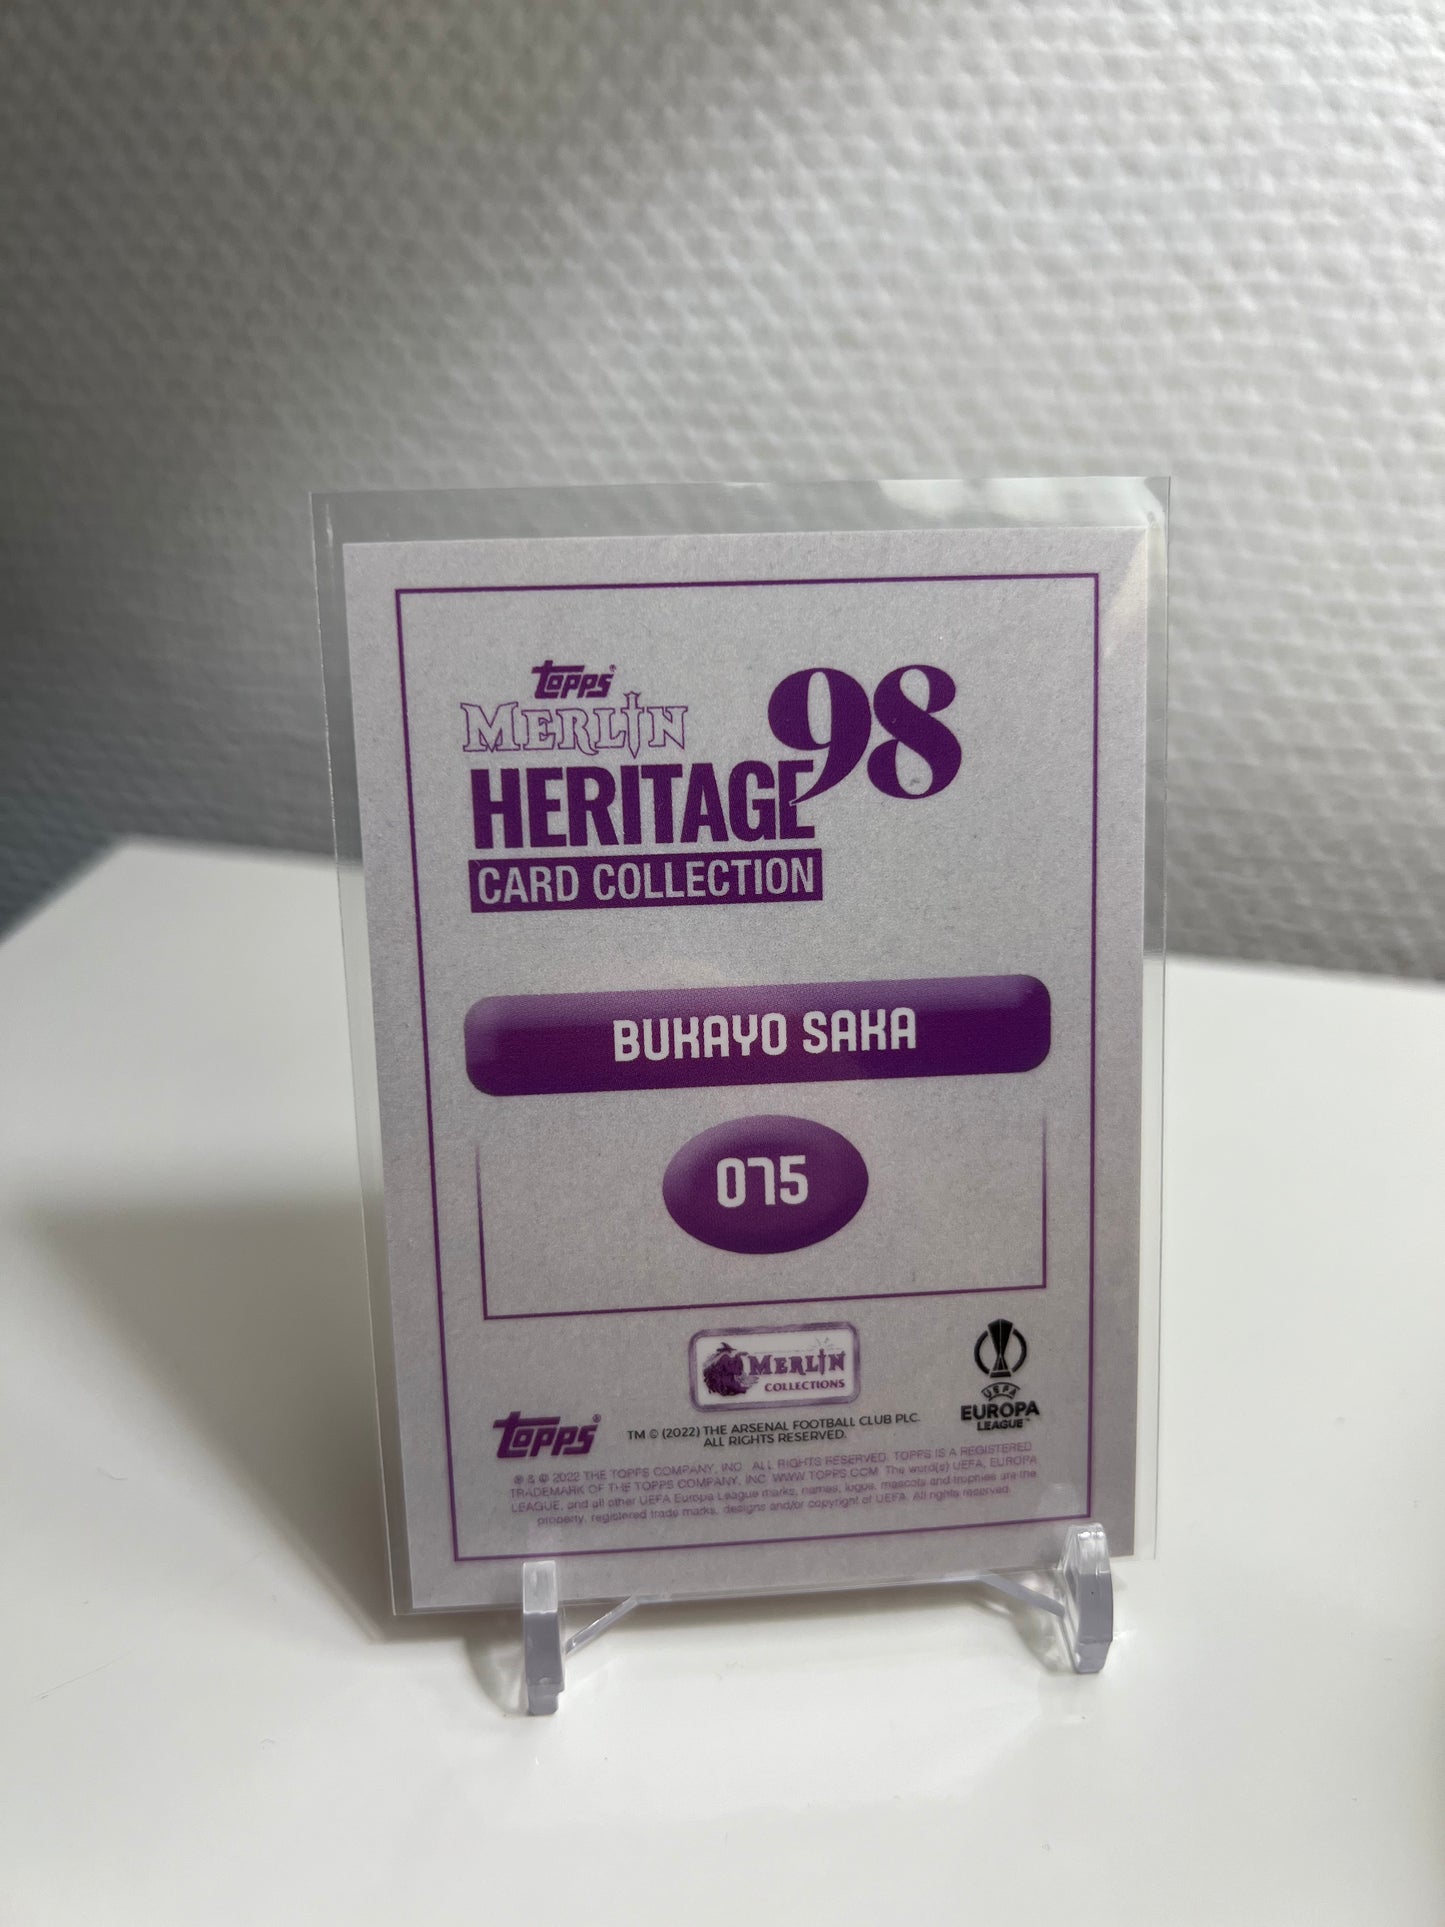 Topps®
MERLIN 98
HERITAGE
CARD COLLECTION
BUKAYO SAKA
075
MERLIN
COLLECTIONS
UEFA
EUROPA
LEAGUE™
Topps®
TM © (2022) THE ARSENAL FOOTBALL CLUB PLC.
ALL RIGHTS RESERVED.
® & © 2022 THE TOPPS COMPANY, INC. ALL RIGHTS RESERVED. TOPPS IS A REGISTERED
TRADEMARK OF THE TOPPS COMPANY, INC. WWW.TOPPS.COM The word(s) UEFA, EUROPA
LEAGUE, and all other UEFA Europa League marks, names, logos, mascots and trophies are the
property, registered trade marks, designs and/or copyright of UEFA. All rights reserved.